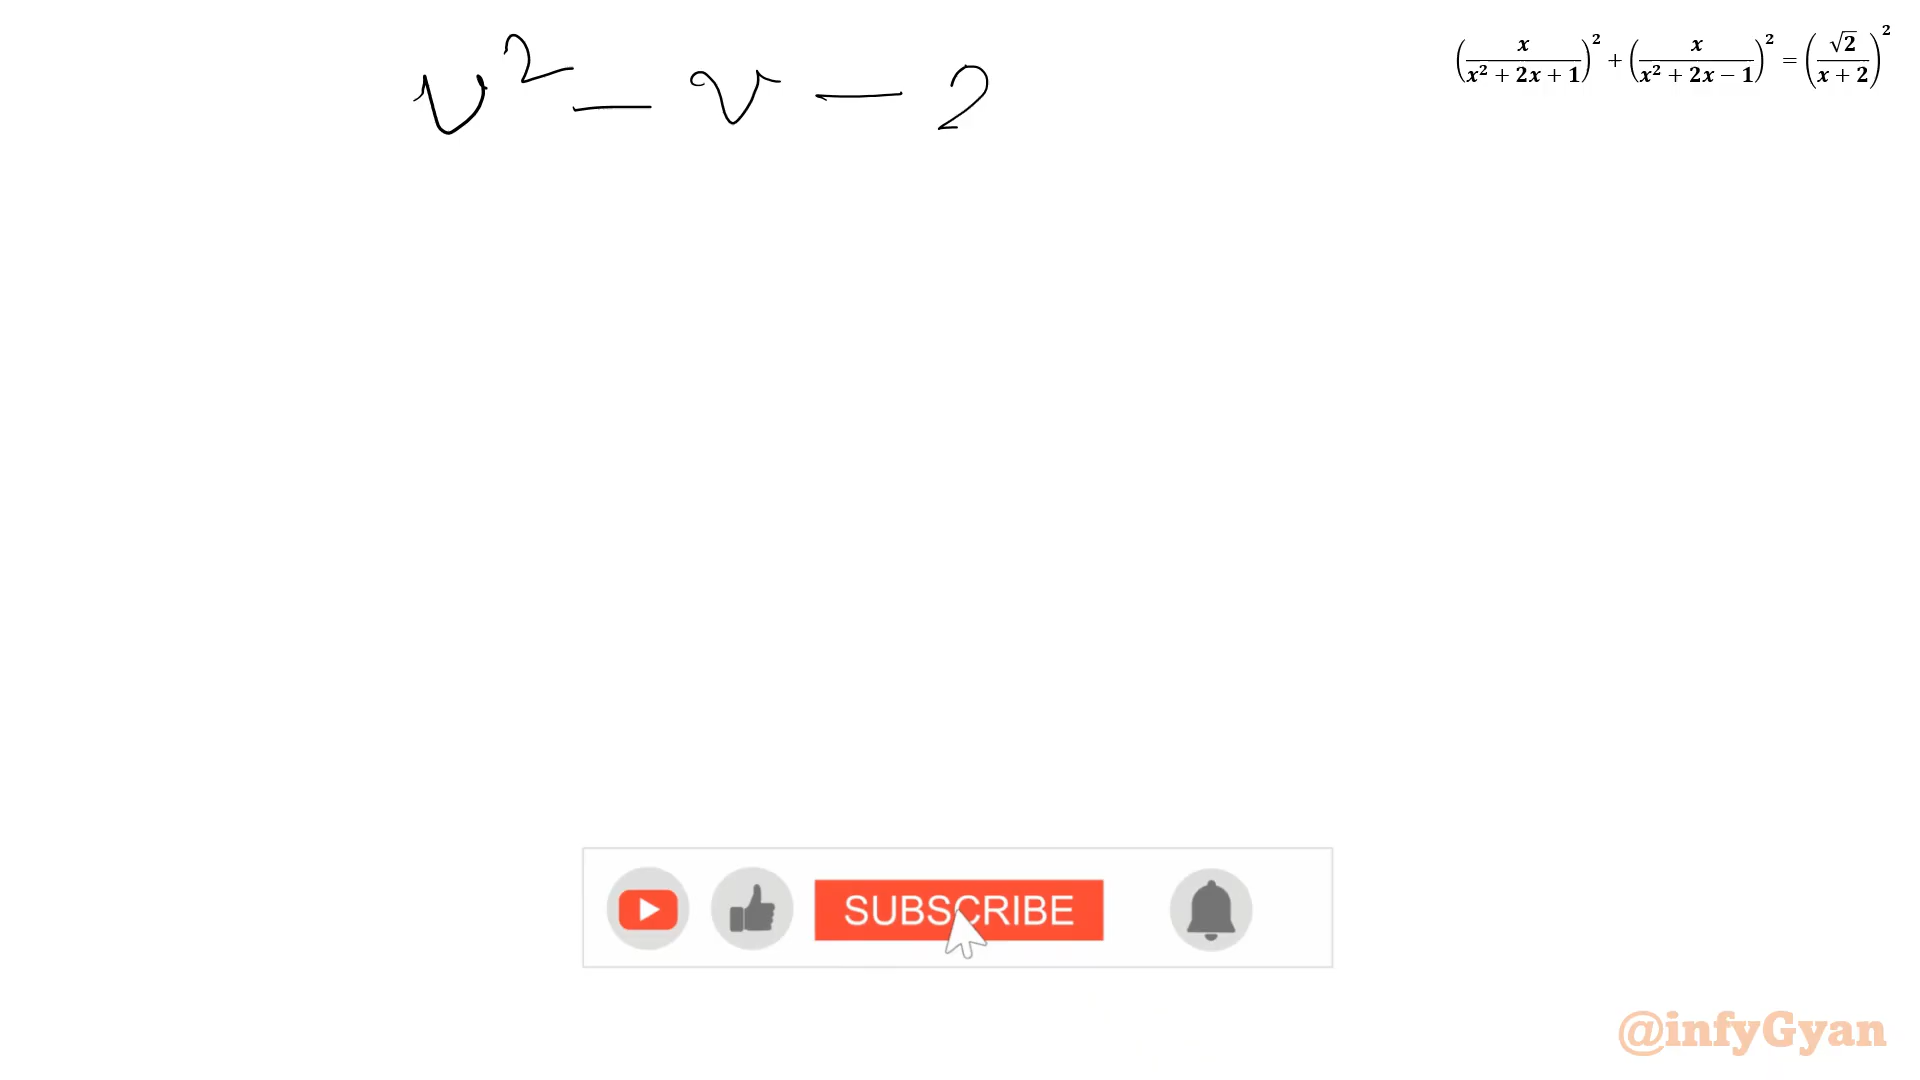 v² - v - 2
(x/(x² + 2x + 1))² + (x/(x² + 2x − 1))² = (√2/(x + 2))²
SUBSCRIBE
@infyGyan